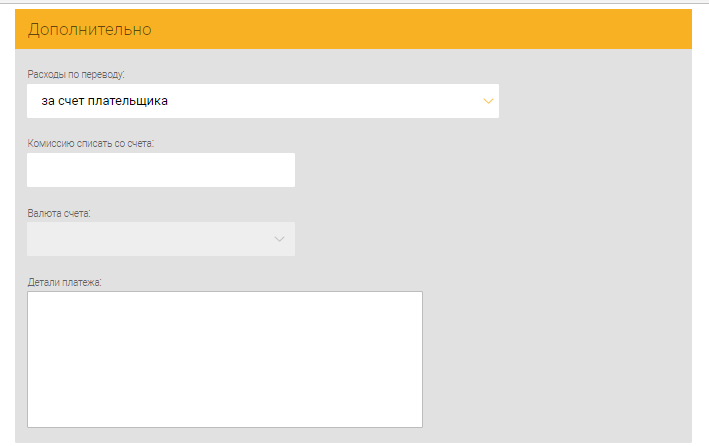 Дополнительно
Расходы по переводу:
за счет плательщика
Комиссию списать со счета:
Валюта счета:
Детали платежа: